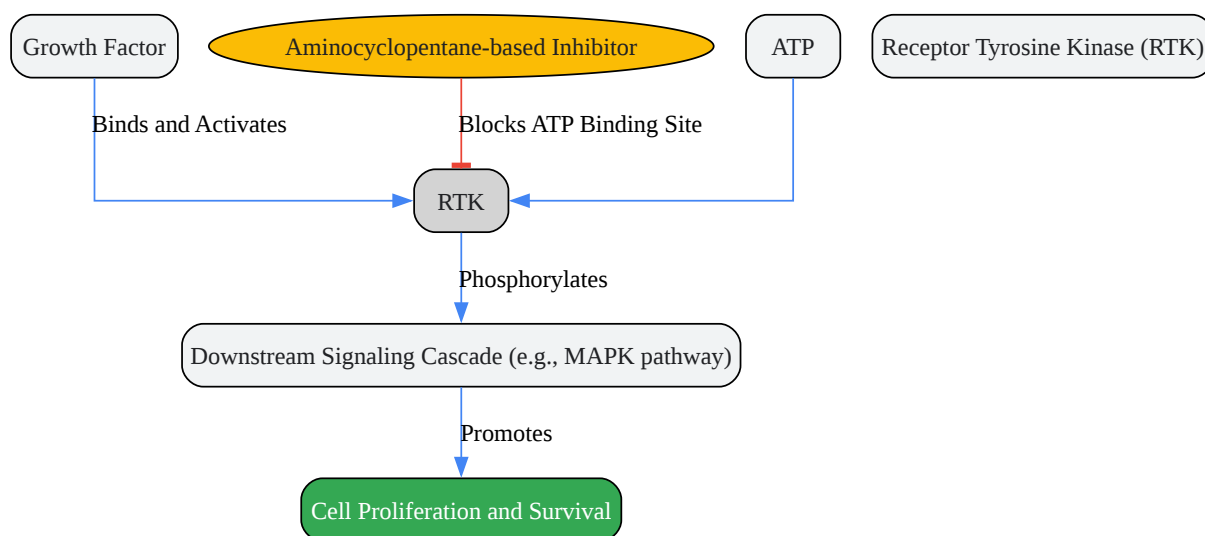 Growth Factor
Aminocyclopentane-based Inhibitor
ATP
Receptor Tyrosine Kinase (RTK)
Binds and Activates
Blocks ATP Binding Site
RTK
Phosphorylates
Downstream Signaling Cascade (e.g., MAPK pathway)
Promotes
Cell Proliferation and Survival